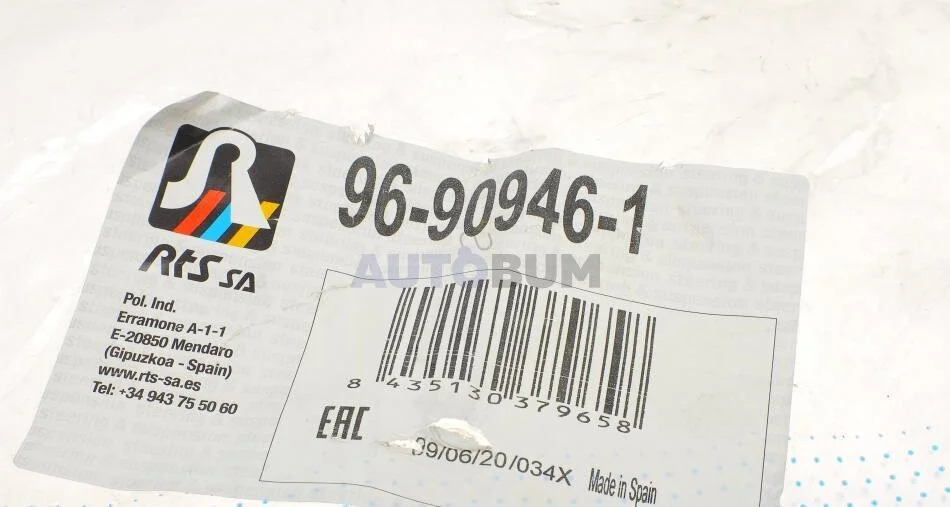 96-90946-1
AUTOBUM
RtS SA
Pol. Ind.
Erramone A-1-1
E-20850 Mendaro
(Gipuzkoa - Spain)
www.rts-sa.es
Tel: +34 943 75 50 60
8 435130 379658
EAC
09/06/20/034X Made in Spain